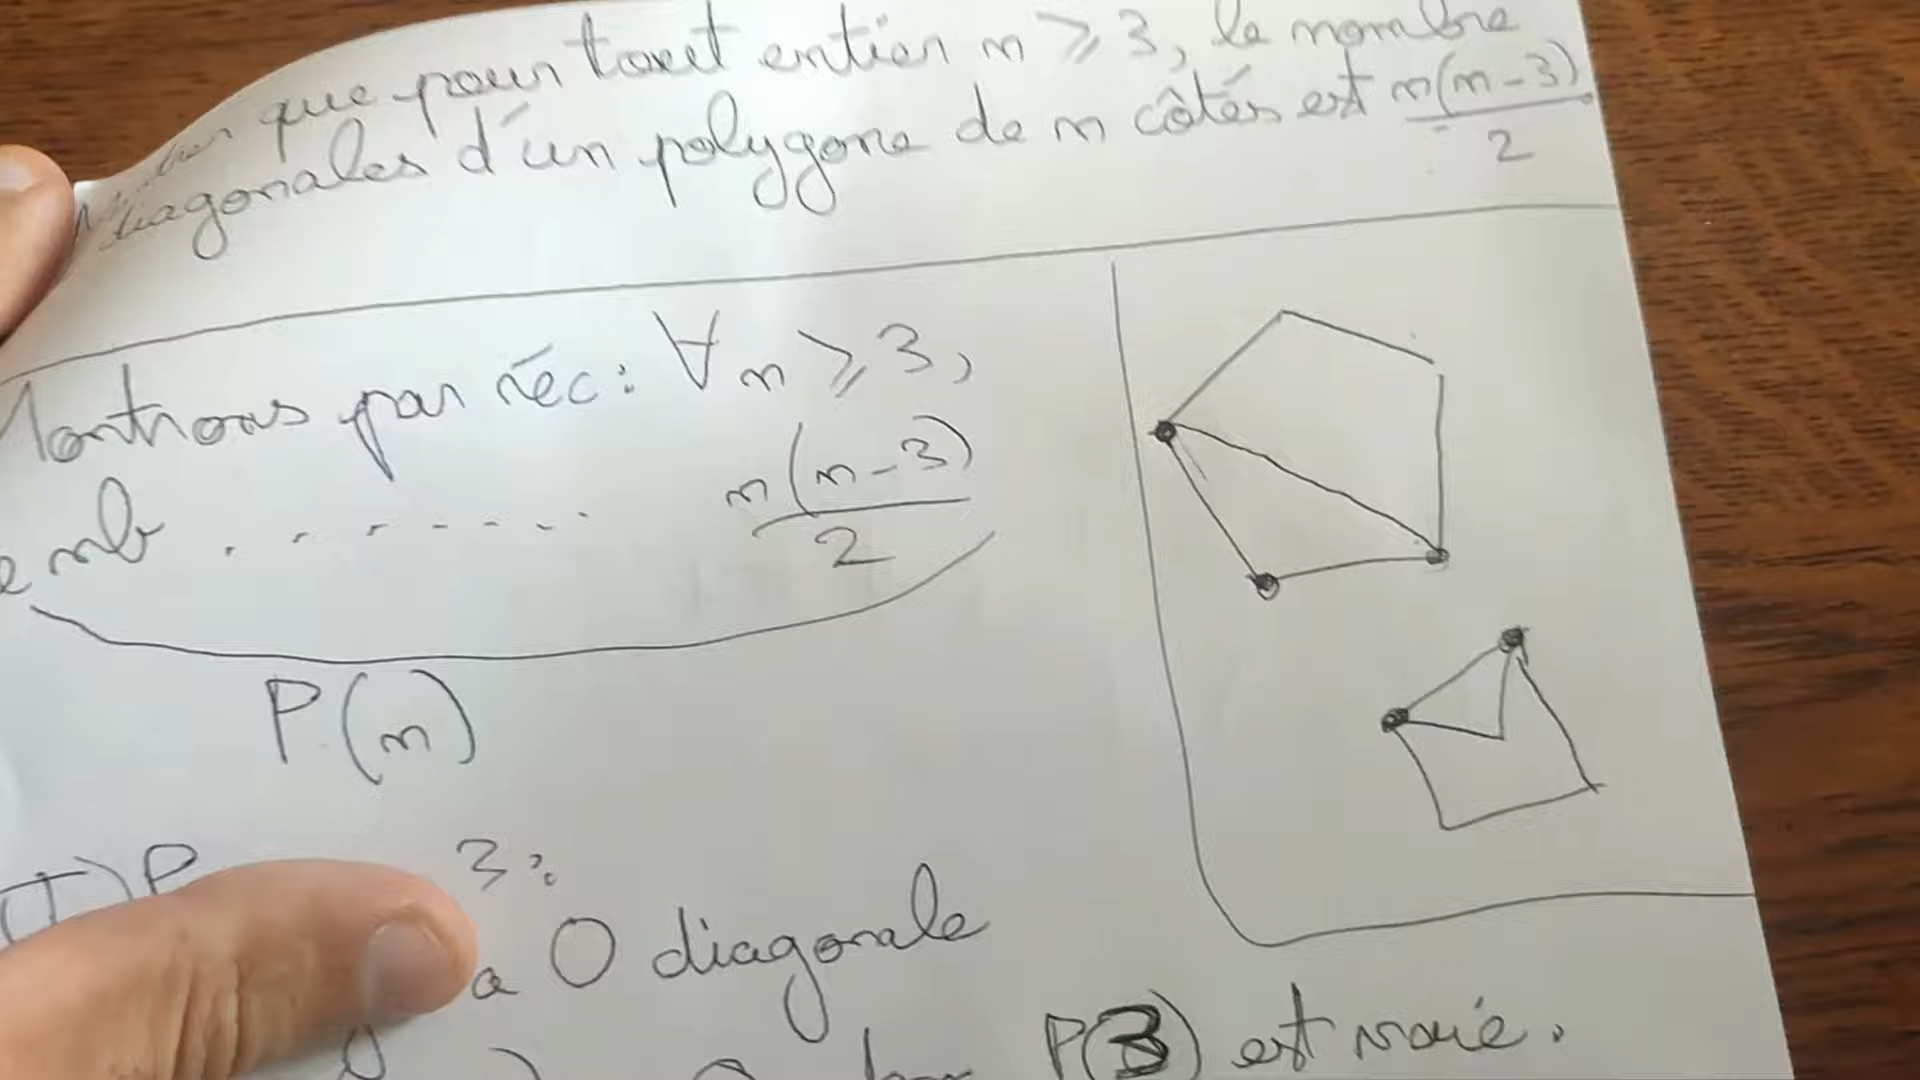 que pour tout entier n ⩾ 3, le nombre
diagonales d'un polygone de n côtés est n(n-3)/2
Montrons par réc: ∀n ⩾ 3,
nb ....... n(n-3)/2
P(n)
I) P 3:
a 0 diagonale
P(3) est vraie.